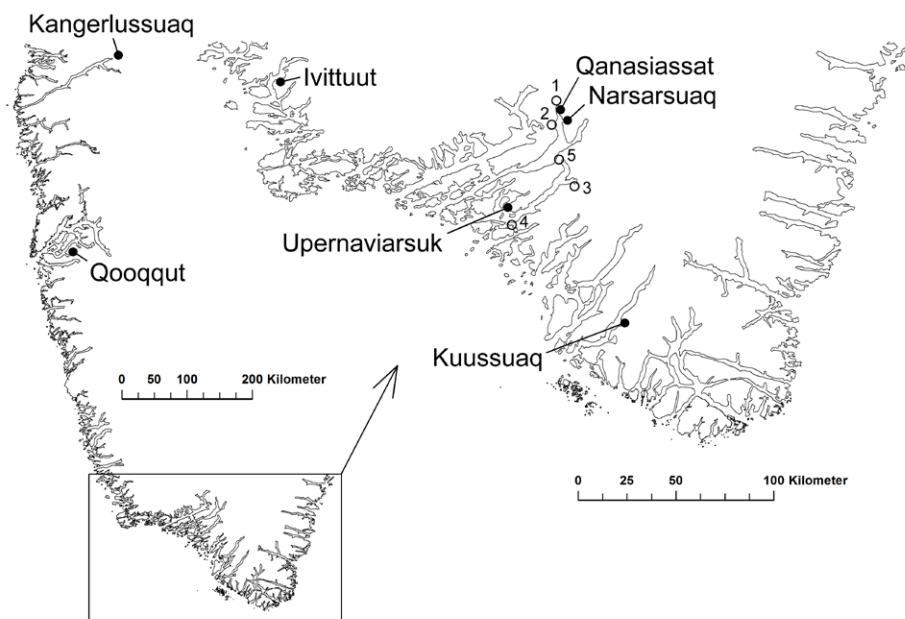 Kangerlussuaq
Ivittuut
Qanasiassat
Narsarsuaq
1
2
5
3
4
Upernaviarsuk
Qooqqut
Kuussuaq
0 50 100 200 Kilometer
0 25 50 100 Kilometer